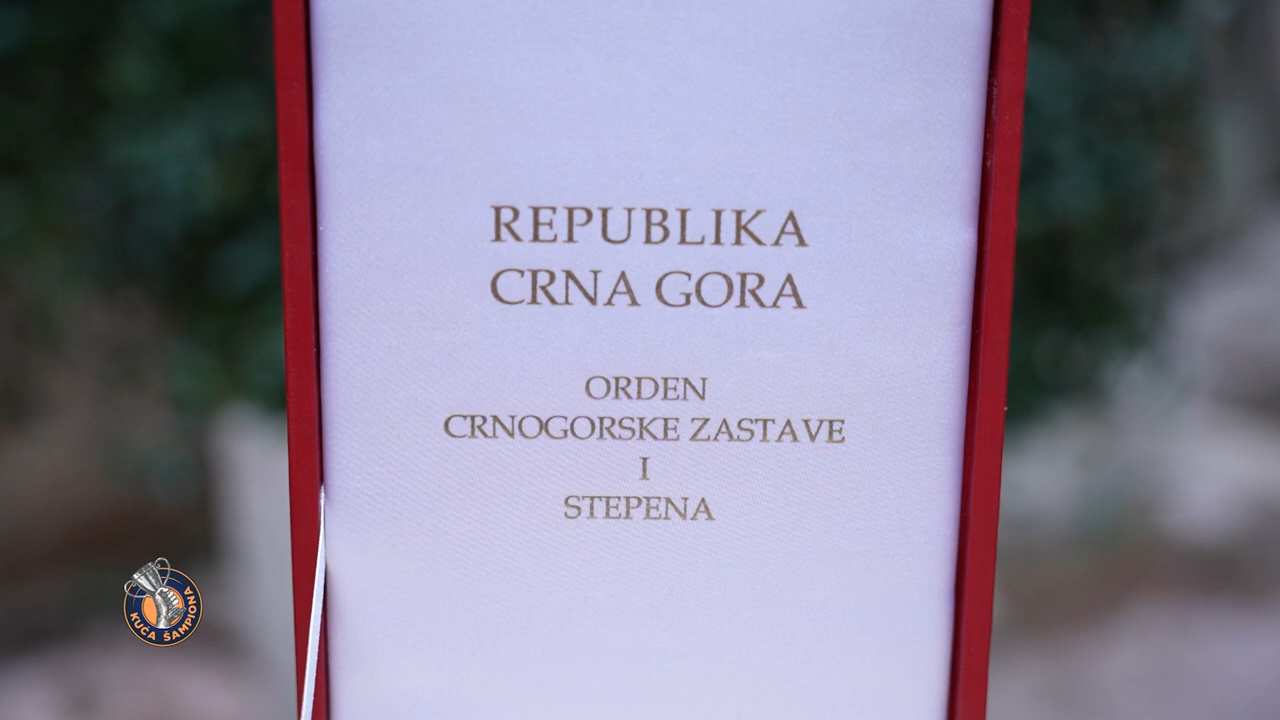 REPUBLIKA
CRNA GORA
ORDEN
CRNOGORSKE ZASTAVE
I
STEPENA
KUĆA ŠAMPIONA